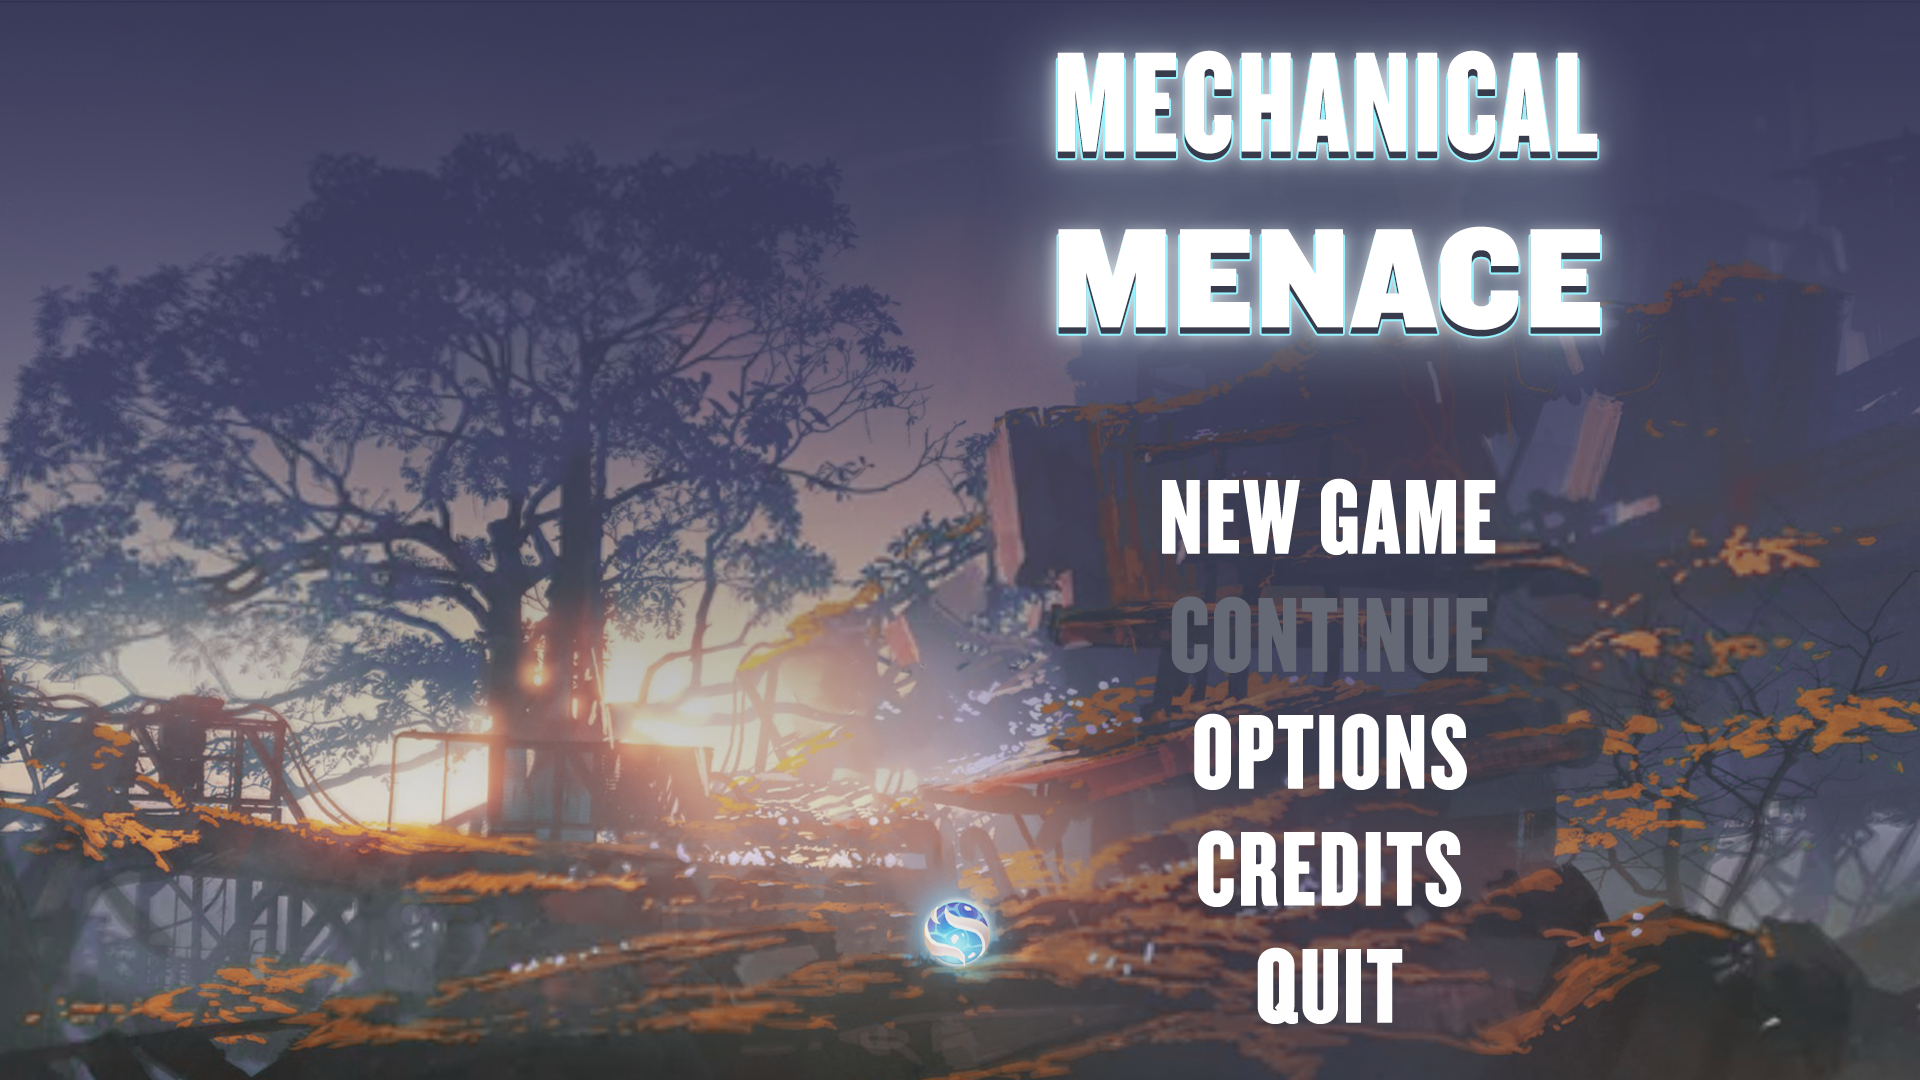 MECHANICAL
MENACE
NEW GAME
CONTINUE
OPTIONS
CREDITS
QUIT